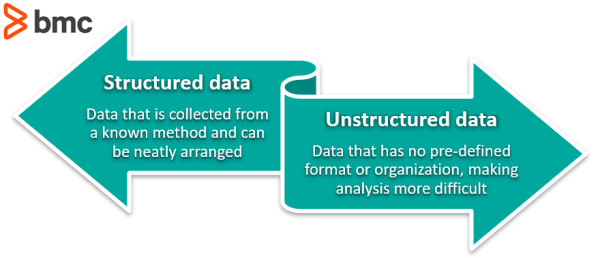 bmc
Structured data
Data that is collected from
a known method and can
be neatly arranged
Unstructured data
Data that has no pre-defined
format or organization, making
analysis more difficult